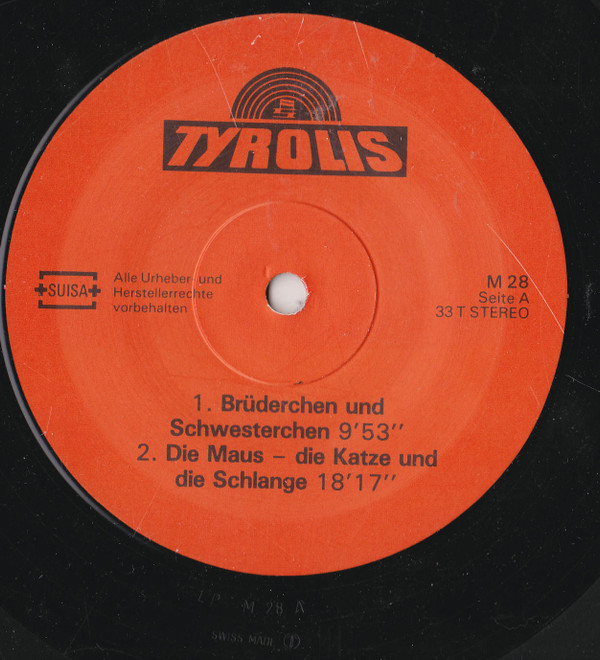 TYROLIS
SUISA
Alle Urheber- und
Herstellerrechte
vorbehalten
M 28
Seite A
33 T STEREO
1. Brüderchen und
Schwesterchen 9'53''
2. Die Maus – die Katze und
die Schlange 18'17''
M 28 A
SWISS MADE